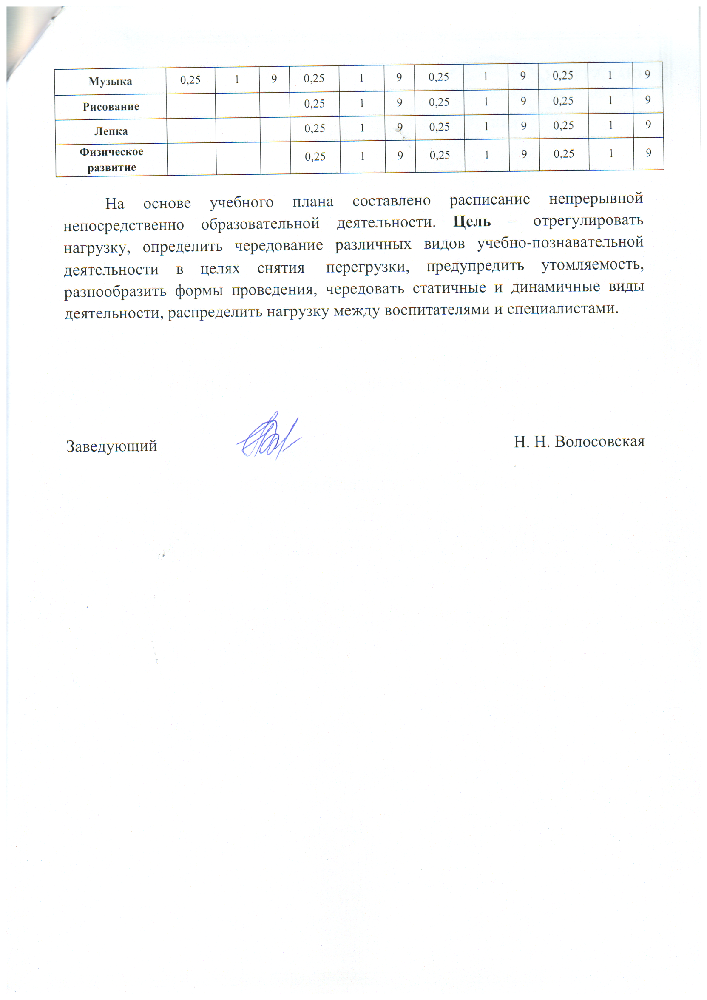 Музыка 0,25 1 9 0,25 1 9 0,25 1 9 0,25 1 9
Рисование 0,25 1 9 0,25 1 9 0,25 1 9
Лепка 0,25 1 9 0,25 1 9 0,25 1 9
Физическое
развитие 0,25 1 9 0,25 1 9 0,25 1 9
На основе учебного плана составлено расписание непрерывной
непосредственно образовательной деятельности. Цель – отрегулировать
нагрузку, определить чередование различных видов учебно-познавательной
деятельности в целях снятия перегрузки, предупредить утомляемость,
разнообразить формы проведения, чередовать статичные и динамичные виды
деятельности, распределить нагрузку между воспитателями и специалистами.
Заведующий Н. Н. Волосовская